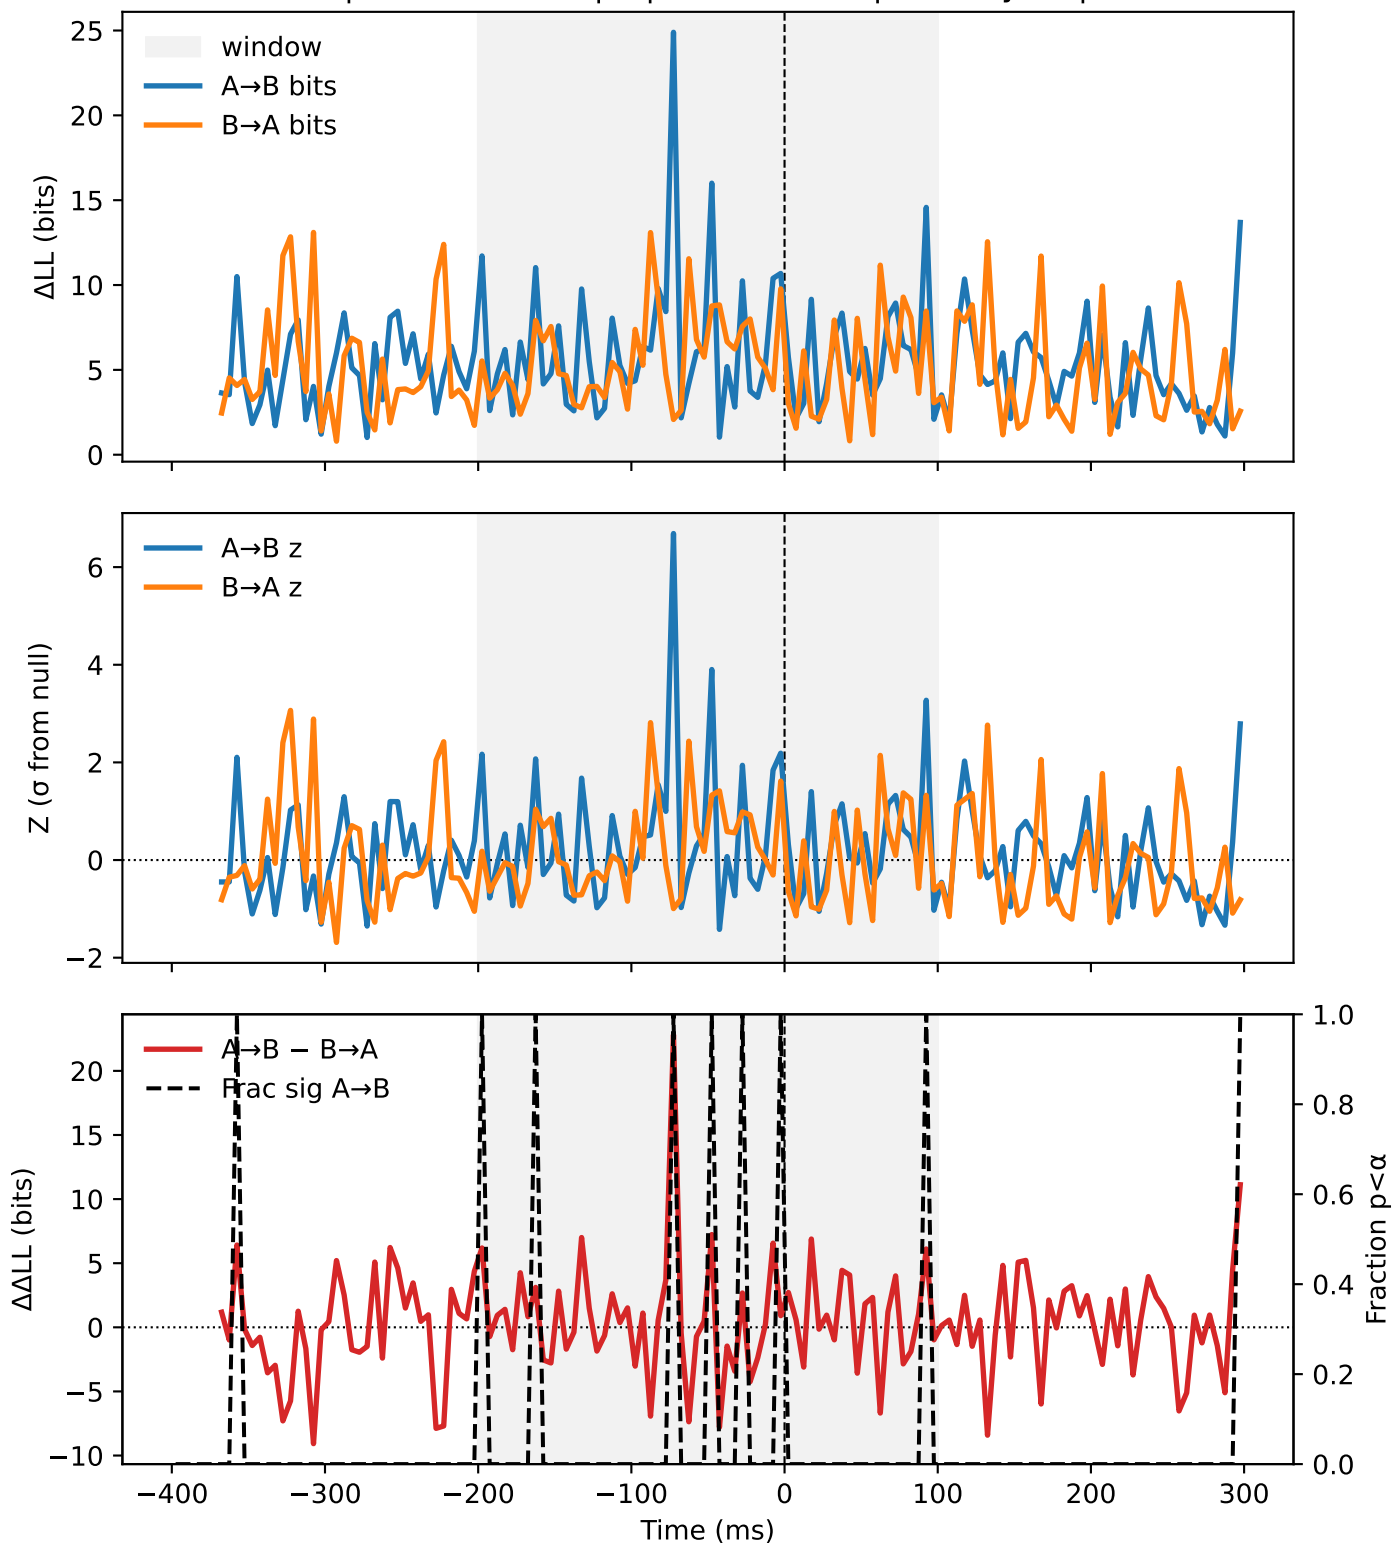 25
20
15
10
5
0
ΔLL (bits)
window
A→B bits
B→A bits
6
4
2
0
−2
Z (σ from null)
A→B z
B→A z
20
15
10
5
0
−5
−10
ΔΔLL (bits)
A→B − B→A
Frac sig A→B
1.0
0.8
0.6
0.4
0.2
0.0
Fraction p<α
−400 −300 −200 −100 0 100 200 300
Time (ms)